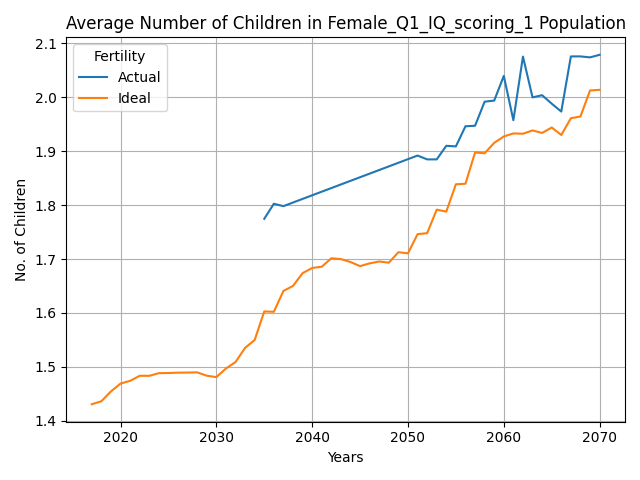 Average Number of Children in Female_Q1_IQ_scoring_1 Population
Fertility
Actual
Ideal
No. of Children
2.1
2.0
1.9
1.8
1.7
1.6
1.5
1.4
2020 2030 2040 2050 2060 2070
Years